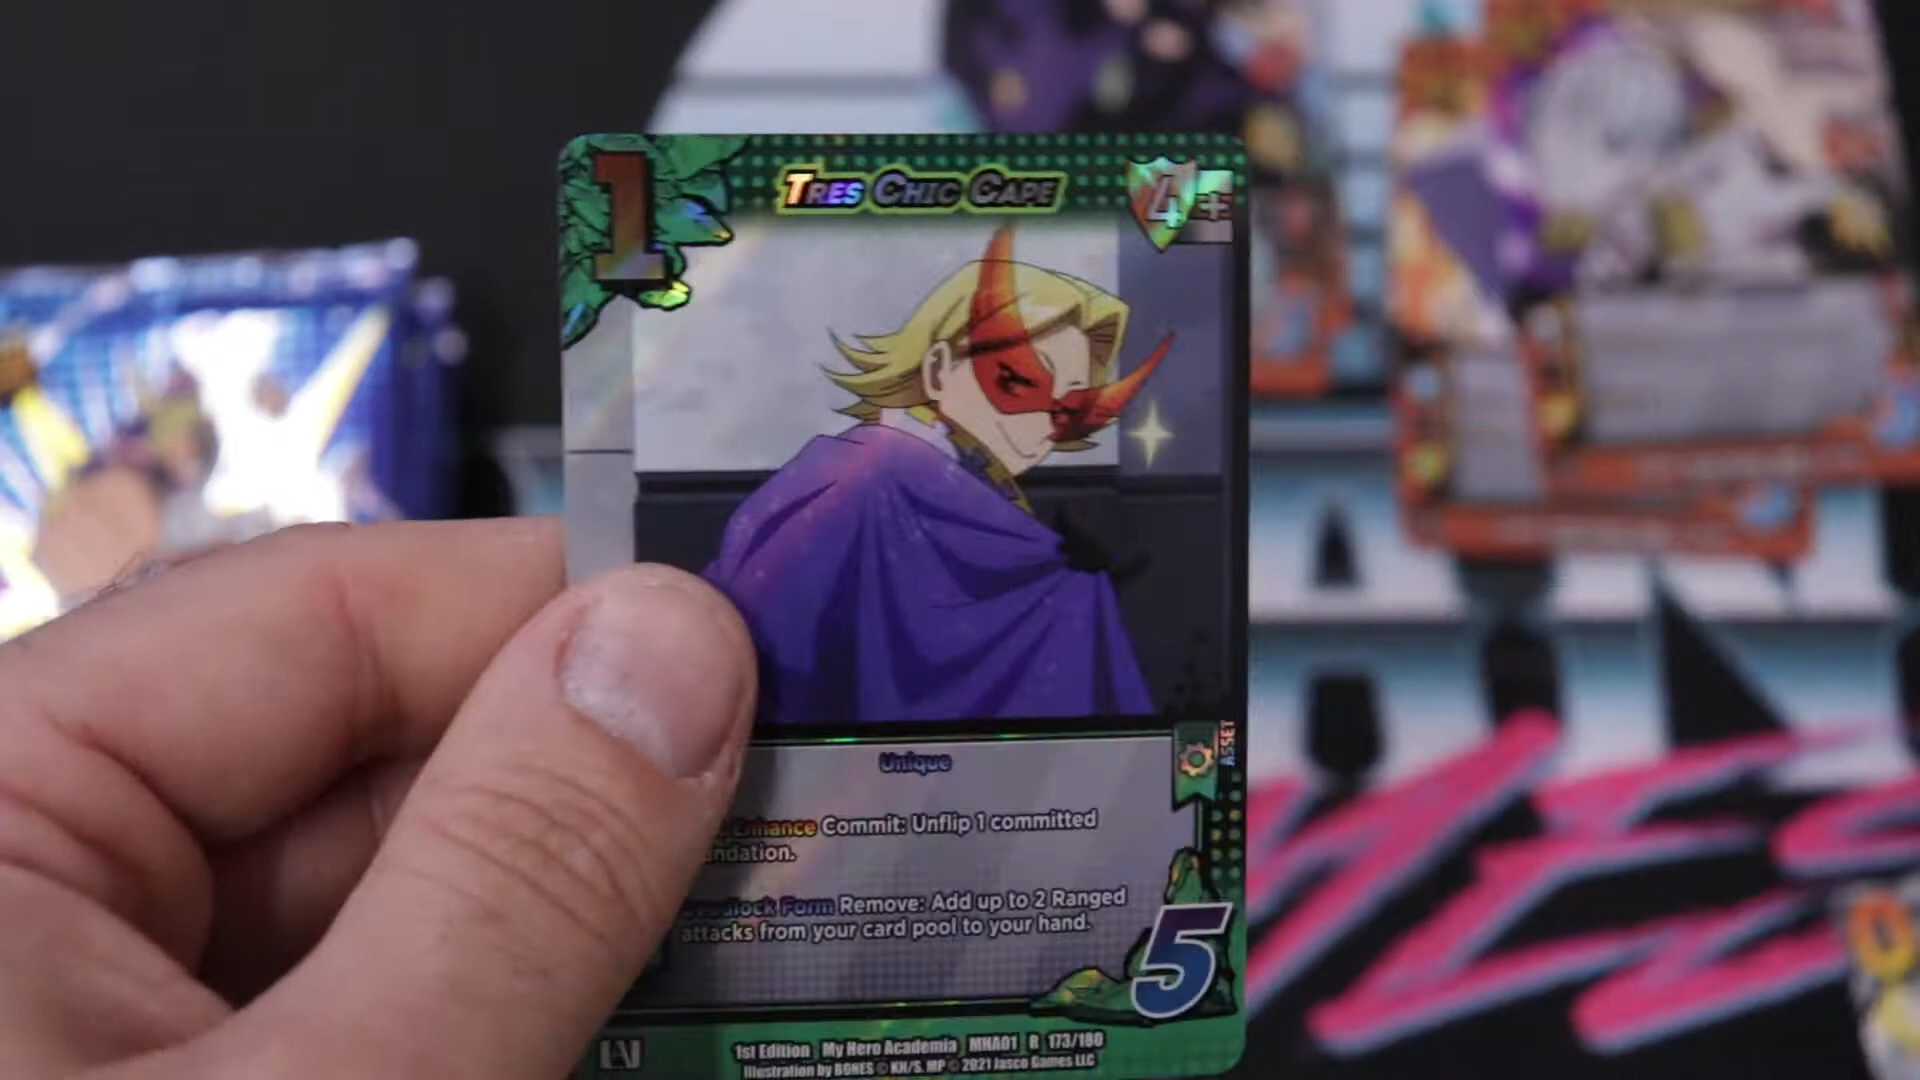 1
TRES CHIC CAPE
4 +
ASSET
Unique
Enhance Commit: Unflip 1 committed
Form Remove: Add up to 2 Ranged
attacks from your card pool to your hand.
5
1st Edition My Hero Academia MHA01 R 173/180
Illustration by BONES © KH/S, MP © 2021 Jasco Games LLC